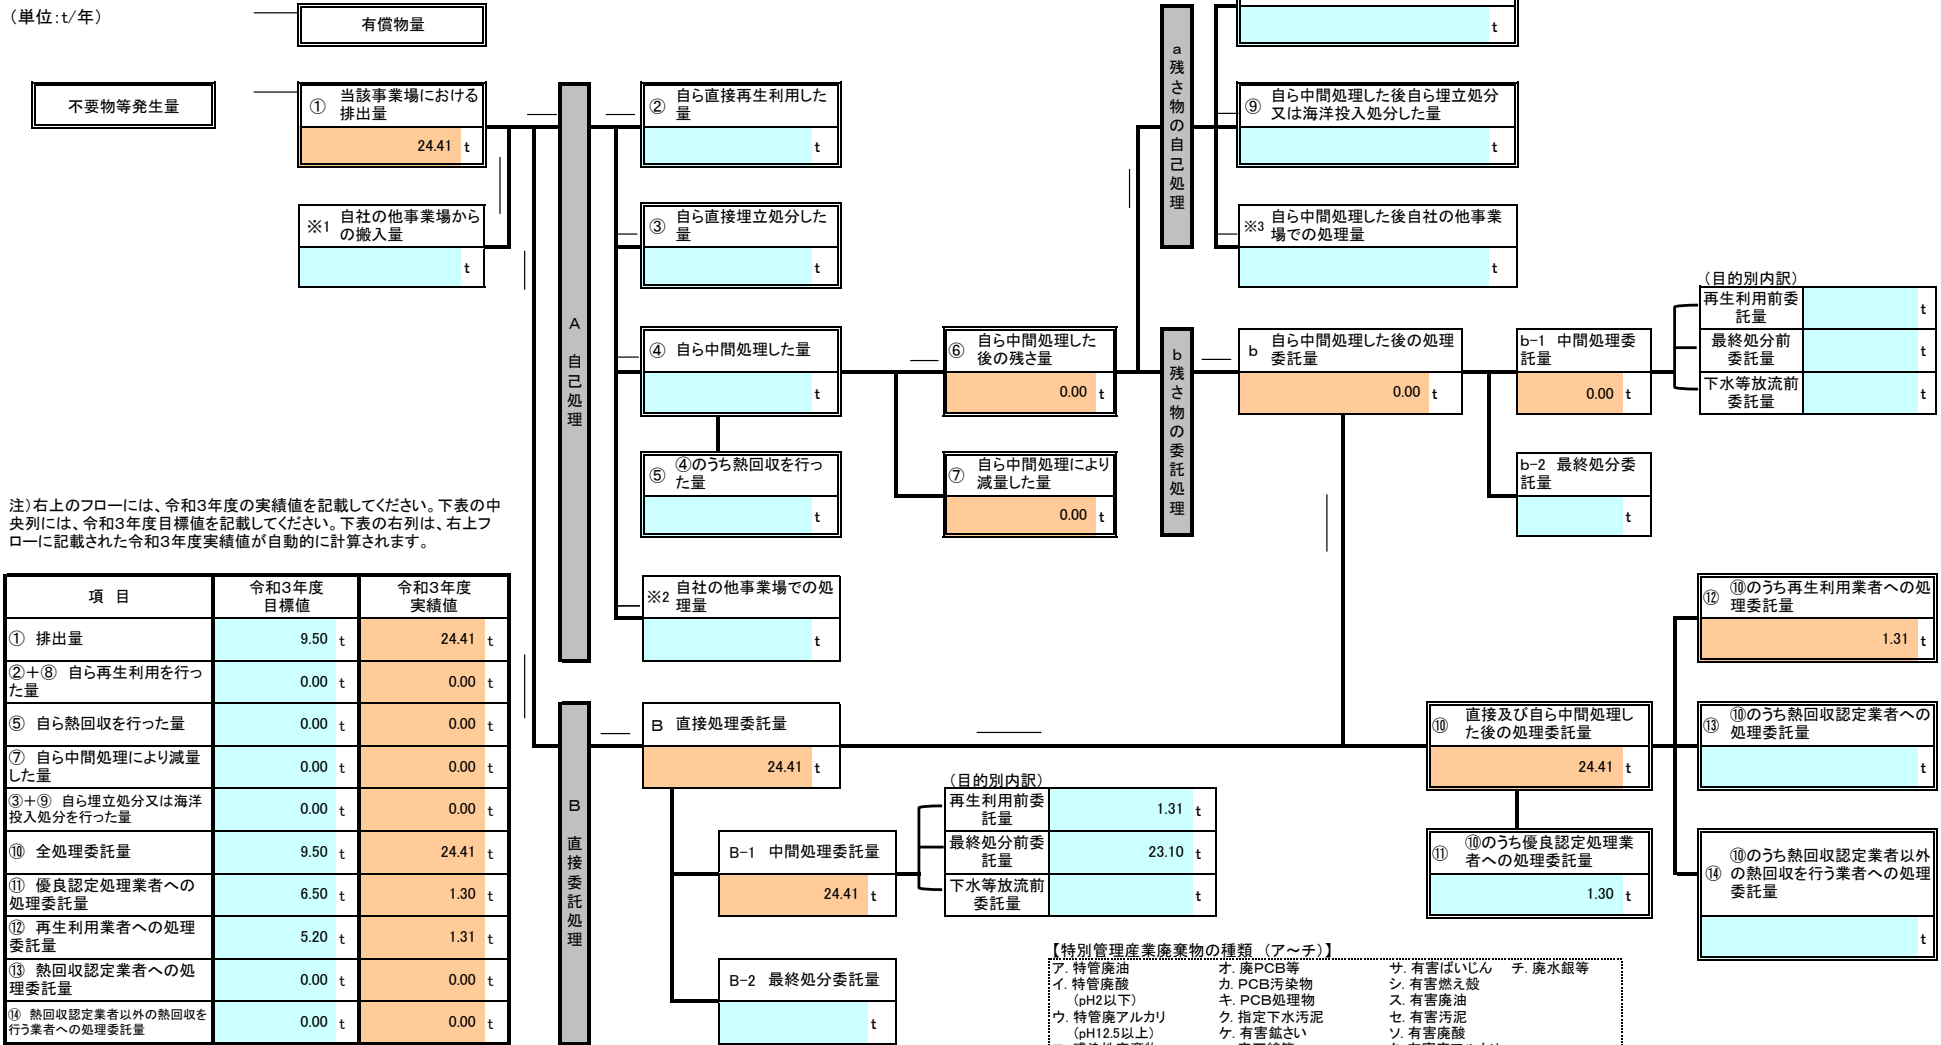 （単位：t/年）
有償物量
不要物等発生量
① 当該事業場における
排出量
24.41 t
※1 自社の他事業場から
の搬入量
t
A 自己処理
② 自ら直接再生利用した
量
t
③ 自ら直接埋立処分した
量
t
④ 自ら中間処理した量
t
⑤ ④のうち熱回収を行っ
た量
t
※2 自社の他事業場での処
理量
t
⑥ 自ら中間処理した
後の残さ量
0.00 t
⑦ 自ら中間処理により
減量した量
0.00 t
a 残さ物の自己処理
t
⑨ 自ら中間処理した後自ら埋立処分
又は海洋投入処分した量
t
※3 自ら中間処理した後自社の他事業
場での処理量
t
b 残さ物の委託処理
b 自ら中間処理した後の処理
委託量
0.00 t
b-1 中間処理委
託量
0.00 t
b-2 最終処分委
託量
t
（目的別内訳）
再生利用前委
託量
t
最終処分前
委託量
t
下水等放流前
委託量
t
注）右上のフローには、令和3年度の実績値を記載してください。下表の中
央列には、令和3年度目標値を記載してください。下表の右列は、右上フ
ローに記載された令和3年度実績値が自動的に計算されます。
項 目 令和3年度
目標値 令和3年度
実績値
① 排出量 9.50 t 24.41 t
②＋⑧ 自ら再生利用を行っ
た量 0.00 t 0.00 t
⑤ 自ら熱回収を行った量 0.00 t 0.00 t
⑦ 自ら中間処理により減量
した量 0.00 t 0.00 t
③＋⑨ 自ら埋立処分又は海洋
投入処分を行った量 0.00 t 0.00 t
⑩ 全処理委託量 9.50 t 24.41 t
⑪ 優良認定処理業者への
処理委託量 6.50 t 1.30 t
⑫ 再生利用業者への処理
委託量 5.20 t 1.31 t
⑬ 熱回収認定業者への処
理委託量 0.00 t 0.00 t
⑭ 熱回収認定業者以外の熱回収を
行う業者への処理委託量 0.00 t 0.00 t
B 直接委託処理
B 直接処理委託量
24.41 t
B-1 中間処理委託量
24.41 t
B-2 最終処分委託量
t
（目的別内訳）
再生利用前委
託量
1.31 t
最終処分前委
託量
23.10 t
下水等放流前
委託量
t
⑩ 直接及び自ら中間処理し
た後の処理委託量
24.41 t
⑪ ⑩のうち優良認定処理業
者への処理委託量
1.30 t
⑫ ⑩のうち再生利用業者への処
理委託量
1.31 t
⑬ ⑩のうち熱回収認定業者への
処理委託量
t
⑭ ⑩のうち熱回収認定業者以外
の熱回収を行う業者への処理
委託量
t
【特別管理産業廃棄物の種類 （ア～チ）】
ア. 特管廃油 オ. 廃PCB等 サ. 有害ばいじん チ. 廃水銀等
イ. 特管廃酸 カ. PCB汚染物 シ. 有害燃え殻
（pH2以下） キ. PCB処理物 ス. 有害廃油
ウ. 特管廃アルカリ ク. 指定下水汚泥 セ. 有害汚泥
（pH12.5以上） ケ. 有害鉱さい ソ. 有害廃酸